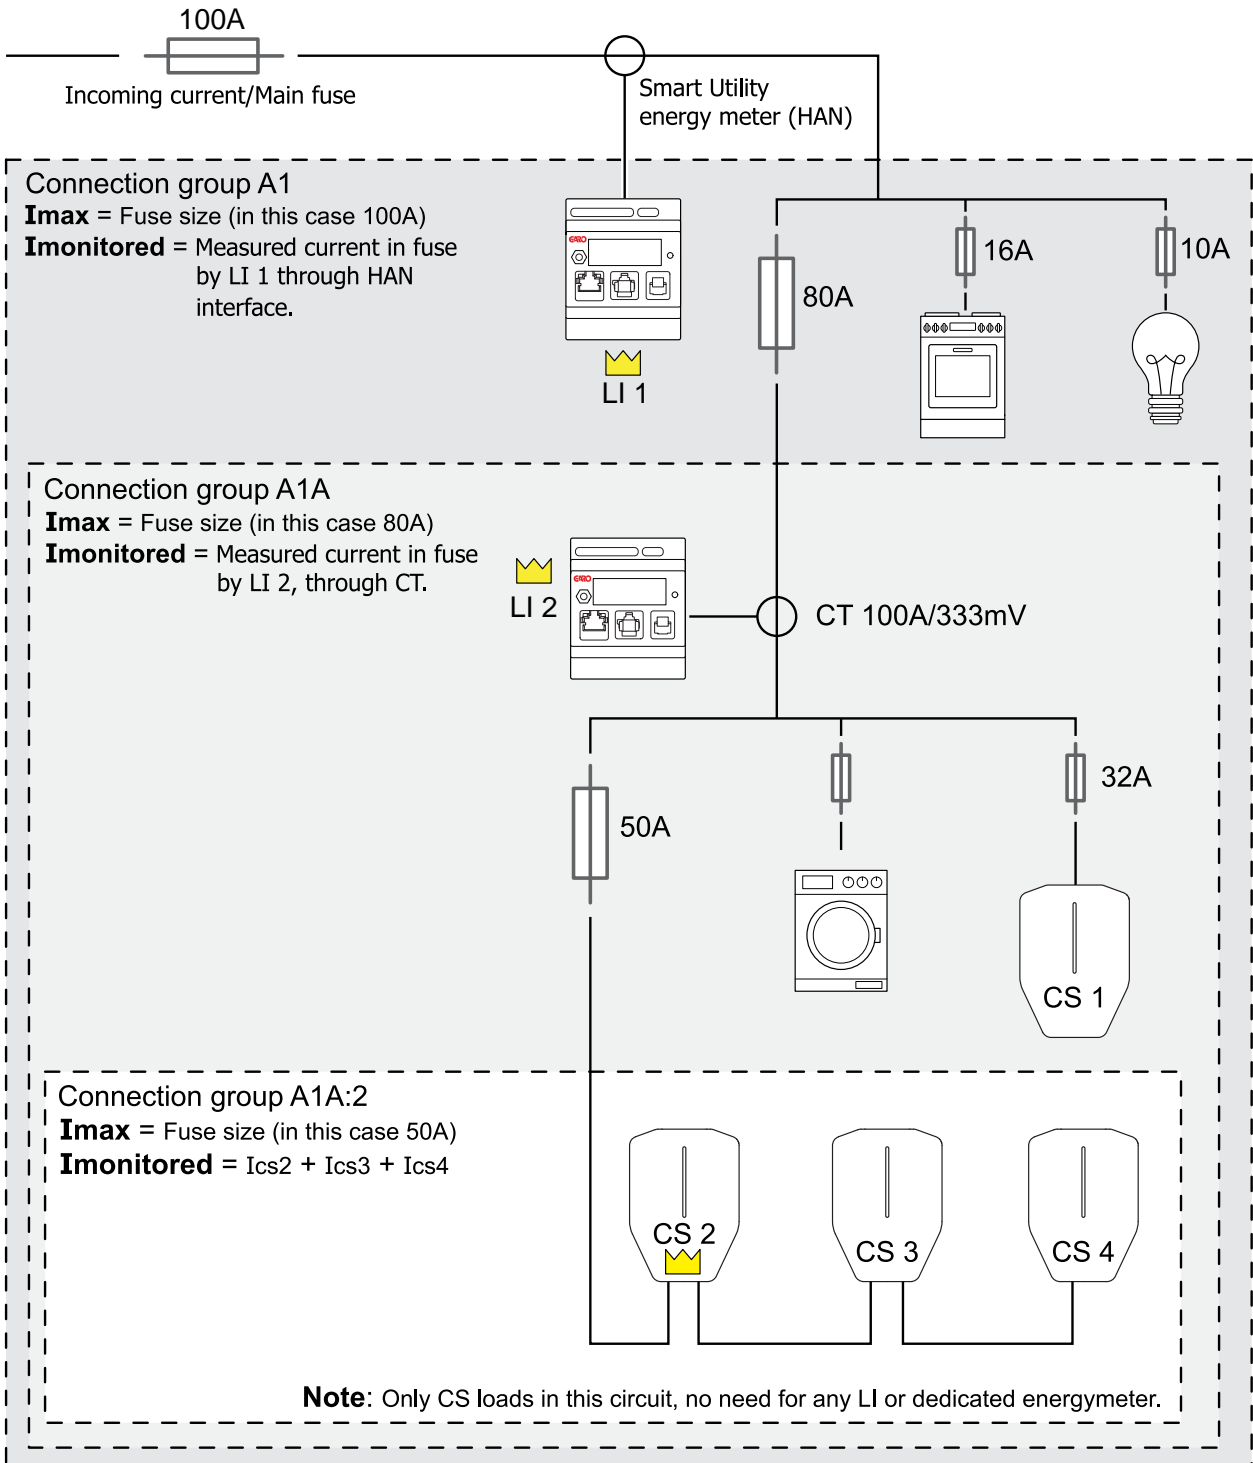 100A
Incoming current/Main fuse
Smart Utility
energy meter (HAN)
Connection group A1
Imax = Fuse size (in this case 100A)
Imonitored = Measured current in fuse
by LI 1 through HAN
interface.
GARO
LI 1
80A
16A
10A
Connection group A1A
Imax = Fuse size (in this case 80A)
Imonitored = Measured current in fuse
by LI 2, through CT.
LI 2
GARO
CT 100A/333mV
50A
32A
CS 1
Connection group A1A:2
Imax = Fuse size (in this case 50A)
Imonitored = Ics2 + Ics3 + Ics4
CS 2
CS 3
CS 4
Note: Only CS loads in this circuit, no need for any LI or dedicated energymeter.